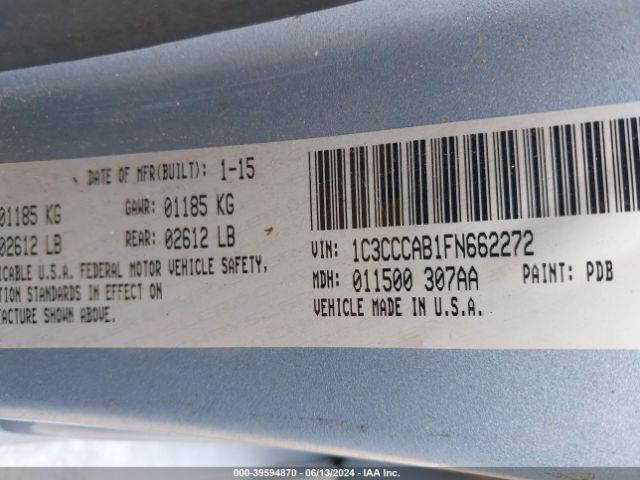 DATE OF MFR(BUILT): 1-15
01185 KG GAWR: 01185 KG
02612 LB REAR: 02612 LB
ICABLE U.S.A. FEDERAL MOTOR VEHICLE SAFETY,
TION STANDARDS IN EFFECT ON
FACTURE SHOWN ABOVE.
VIN: 1C3CCCAB1FN662272
MDH: 011500 307AA PAINT: PDB
VEHICLE MADE IN U.S.A.
000-39594870 - 06/13/2024 - IAA Inc.